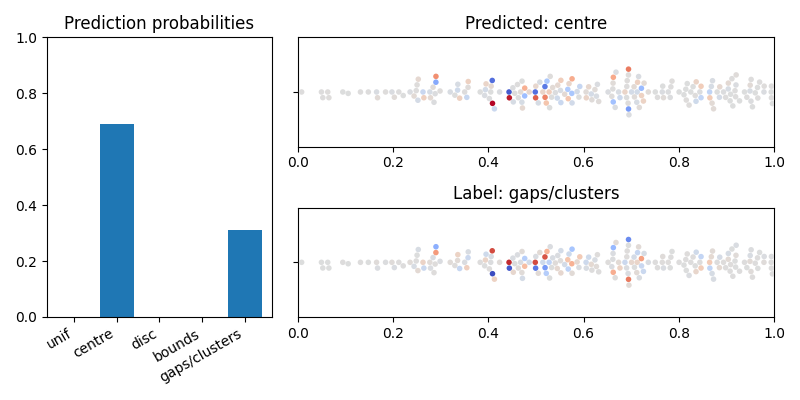 Prediction probabilities
1.0
0.8
0.6
0.4
0.2
0.0
unif
centre
disc
bounds
gaps/clusters
Predicted: centre
0.0 0.2 0.4 0.6 0.8 1.0
Label: gaps/clusters
0.0 0.2 0.4 0.6 0.8 1.0